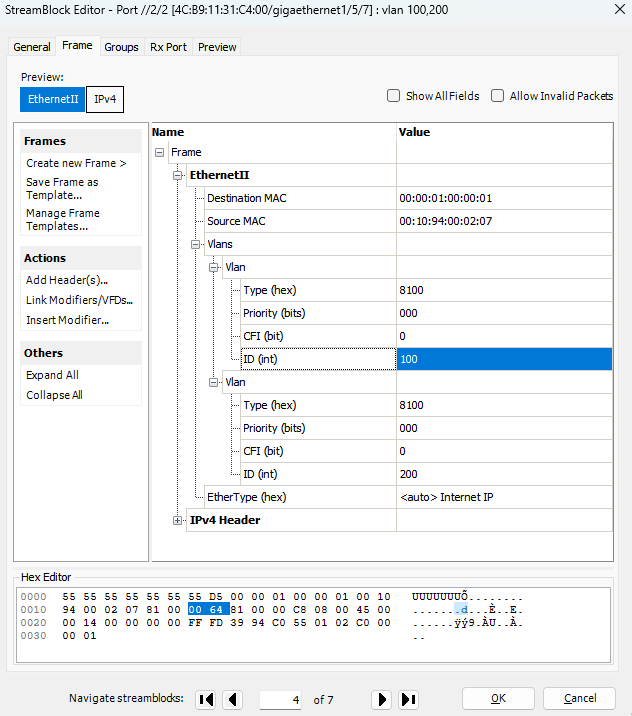 StreamBlock Editor - Port //2/2 [4C:B9:11:31:C4:00/gigaethernet1/5/7] : vlan 100,200
General Frame Groups Rx Port Preview
Preview:
EthernetII IPv4
Show All Fields Allow Invalid Packets
Frames
Create new Frame >
Save Frame as
Template...
Manage Frame
Templates...
Actions
Add Header(s)...
Link Modifiers/VFDs...
Insert Modifier...
Others
Expand All
Collapse All
Name Value
Frame
EthernetII
Destination MAC 00:00:01:00:00:01
Source MAC 00:10:94:00:02:07
Vlans
Vlan
Type (hex) 8100
Priority (bits) 000
CFI (bit) 0
ID (int) 100
Vlan
Type (hex) 8100
Priority (bits) 000
CFI (bit) 0
ID (int) 200
EtherType (hex) <auto> Internet IP
IPv4 Header
Hex Editor
0000 55 55 55 55 55 55 55 D5 00 00 01 00 00 01 00 10 UUUUUUUÕ........
0010 94 00 02 07 81 00 00 64 81 00 00 C8 08 00 45 00 .......d...È..E.
0020 00 14 00 00 00 00 FF FD 39 94 C0 55 01 02 C0 00 ......ÿý9.ÀU..À.
0030 00 01 ..
Navigate streamblocks: 4 of 7 OK Cancel